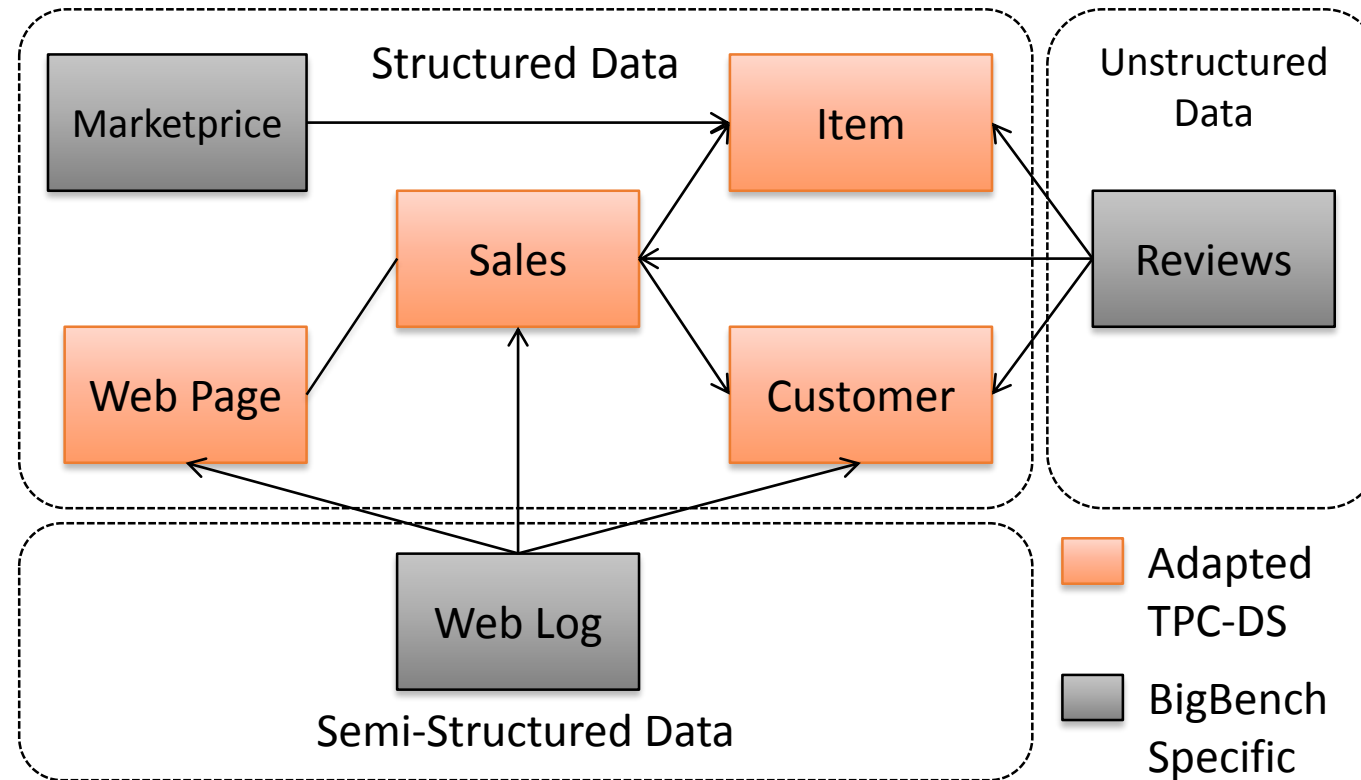 Structured Data
Marketprice
Item
Sales
Web Page
Customer
Unstructured
Data
Reviews
Web Log
Semi-Structured Data
Adapted
TPC-DS
BigBench
Specific